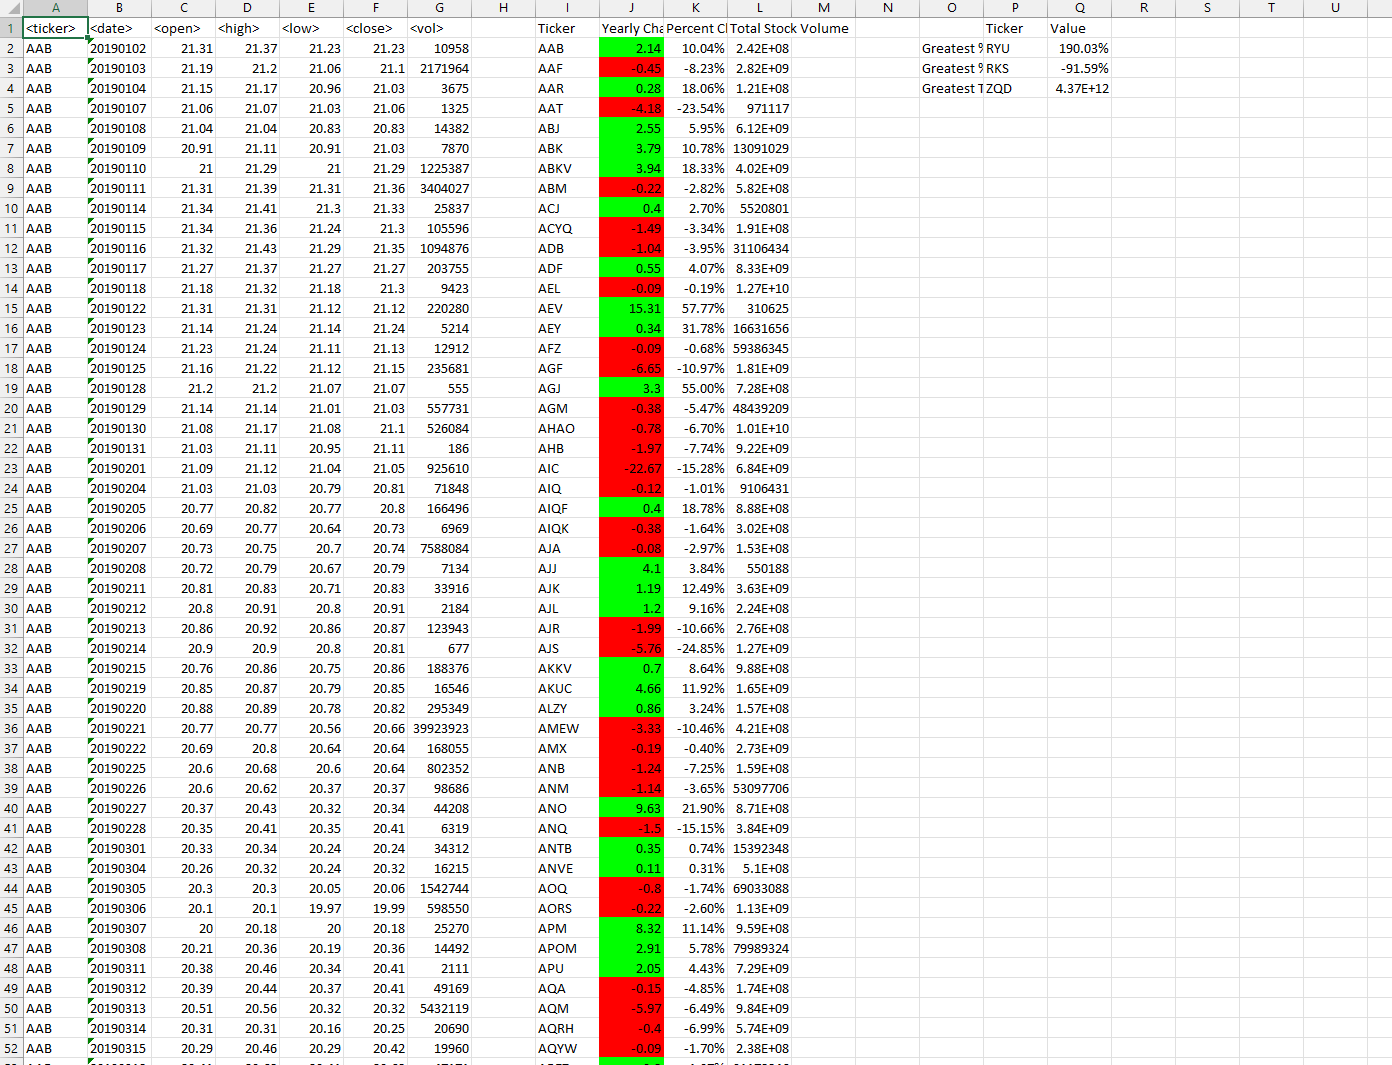 A B C D E F G H I J K L M N O P Q R S T U
1 <ticker> <date> <open> <high> <low> <close> <vol> Ticker Yearly Cha Percent C Total Stock Volume Ticker Value
2 AAB 20190102 21.31 21.37 21.23 21.23 10958 AAB 2.14 10.04% 2.42E+08 Greatest % RYU 190.03%
3 AAB 20190103 21.19 21.2 21.06 21.1 2171964 AAF -0.45 -8.23% 2.82E+09 Greatest % RKS -91.59%
4 AAB 20190104 21.15 21.17 20.96 21.03 3675 AAR 0.28 18.06% 1.21E+08 Greatest T ZQD 4.37E+12
5 AAB 20190107 21.06 21.07 21.03 21.06 1325 AAT -4.18 -23.54% 971117
6 AAB 20190108 21.04 21.04 20.83 20.83 14382 ABJ 2.55 5.95% 6.12E+09
7 AAB 20190109 20.91 21.11 20.91 21.03 7870 ABK 3.79 10.78% 13091029
8 AAB 20190110 21 21.29 21 21.29 1225387 ABKV 3.94 18.33% 4.02E+09
9 AAB 20190111 21.31 21.39 21.31 21.36 3404027 ABM -0.22 -2.82% 5.82E+08
10 AAB 20190114 21.34 21.41 21.3 21.33 25837 ACJ 0.4 2.70% 5520801
11 AAB 20190115 21.34 21.36 21.24 21.3 105596 ACYQ -1.49 -3.34% 1.91E+08
12 AAB 20190116 21.32 21.43 21.29 21.35 1094876 ADB -1.04 -3.95% 31106434
13 AAB 20190117 21.27 21.37 21.27 21.27 203755 ADF 0.55 4.07% 8.33E+09
14 AAB 20190118 21.18 21.32 21.18 21.3 9423 AEL -0.09 -0.19% 1.27E+10
15 AAB 20190122 21.31 21.31 21.12 21.12 220280 AEV 15.31 57.77% 310625
16 AAB 20190123 21.14 21.24 21.14 21.24 5214 AEY 0.34 31.78% 16631656
17 AAB 20190124 21.23 21.24 21.11 21.13 12912 AFZ -0.09 -0.68% 59386345
18 AAB 20190125 21.16 21.22 21.12 21.15 235681 AGF -6.65 -10.97% 1.81E+09
19 AAB 20190128 21.2 21.2 21.07 21.07 555 AGJ 3.3 55.00% 7.28E+08
20 AAB 20190129 21.14 21.14 21.01 21.03 557731 AGM -0.38 -5.47% 48439209
21 AAB 20190130 21.08 21.17 21.08 21.1 526084 AHAO -0.78 -6.70% 1.01E+10
22 AAB 20190131 21.03 21.11 20.95 21.11 186 AHB -1.97 -7.74% 9.22E+09
23 AAB 20190201 21.09 21.12 21.04 21.05 925610 AIC -22.67 -15.28% 6.84E+09
24 AAB 20190204 21.03 21.03 20.79 20.81 71848 AIQ -0.12 -1.01% 9106431
25 AAB 20190205 20.77 20.82 20.77 20.8 166496 AIQF 0.4 18.78% 8.88E+08
26 AAB 20190206 20.69 20.77 20.64 20.73 6969 AIQK -0.38 -1.64% 3.02E+08
27 AAB 20190207 20.73 20.75 20.7 20.74 7588084 AJA -0.08 -2.97% 1.53E+08
28 AAB 20190208 20.72 20.79 20.67 20.79 7134 AJJ 4.1 3.84% 550188
29 AAB 20190211 20.81 20.83 20.71 20.83 33916 AJK 1.19 12.49% 3.63E+09
30 AAB 20190212 20.8 20.91 20.8 20.91 2184 AJL 1.2 9.16% 2.24E+08
31 AAB 20190213 20.86 20.92 20.86 20.87 123943 AJR -1.99 -10.66% 2.76E+08
32 AAB 20190214 20.9 20.9 20.8 20.81 677 AJS -5.76 -24.85% 1.27E+09
33 AAB 20190215 20.76 20.86 20.75 20.86 188376 AKKV 0.7 8.64% 9.88E+08
34 AAB 20190219 20.85 20.87 20.79 20.85 16546 AKUC 4.66 11.92% 1.65E+09
35 AAB 20190220 20.88 20.89 20.78 20.82 295349 ALZY 0.86 3.24% 1.57E+08
36 AAB 20190221 20.77 20.77 20.56 20.66 39923923 AMEW -3.33 -10.46% 4.21E+08
37 AAB 20190222 20.69 20.8 20.64 20.64 168055 AMX -0.19 -0.40% 2.73E+09
38 AAB 20190225 20.6 20.68 20.6 20.64 802352 ANB -1.24 -7.25% 1.59E+08
39 AAB 20190226 20.6 20.62 20.37 20.37 98686 ANM -1.14 -3.65% 53097706
40 AAB 20190227 20.37 20.43 20.32 20.34 44208 ANO 9.63 21.90% 8.71E+08
41 AAB 20190228 20.35 20.41 20.35 20.41 6319 ANQ -1.5 -15.15% 3.84E+09
42 AAB 20190301 20.33 20.34 20.24 20.24 34312 ANTB 0.35 0.74% 15392348
43 AAB 20190304 20.26 20.32 20.24 20.32 16215 ANVE 0.11 0.31% 5.1E+08
44 AAB 20190305 20.3 20.3 20.05 20.06 1542744 AOQ -0.8 -1.74% 69033088
45 AAB 20190306 20.1 20.1 19.97 19.99 598550 AORS -0.22 -2.60% 1.13E+09
46 AAB 20190307 20 20.18 20 20.18 25270 APM 8.32 11.14% 9.59E+08
47 AAB 20190308 20.21 20.36 20.19 20.36 14492 APOM 2.91 5.78% 79989324
48 AAB 20190311 20.38 20.46 20.34 20.41 2111 APU 2.05 4.43% 7.29E+09
49 AAB 20190312 20.39 20.44 20.37 20.41 49169 AQA -0.15 -4.85% 1.74E+08
50 AAB 20190313 20.51 20.56 20.32 20.32 5432119 AQM -5.97 -6.49% 9.84E+09
51 AAB 20190314 20.31 20.31 20.16 20.25 20690 AQRH -0.4 -6.99% 5.74E+09
52 AAB 20190315 20.29 20.46 20.29 20.42 19960 AQYW -0.09 -1.70% 2.38E+08